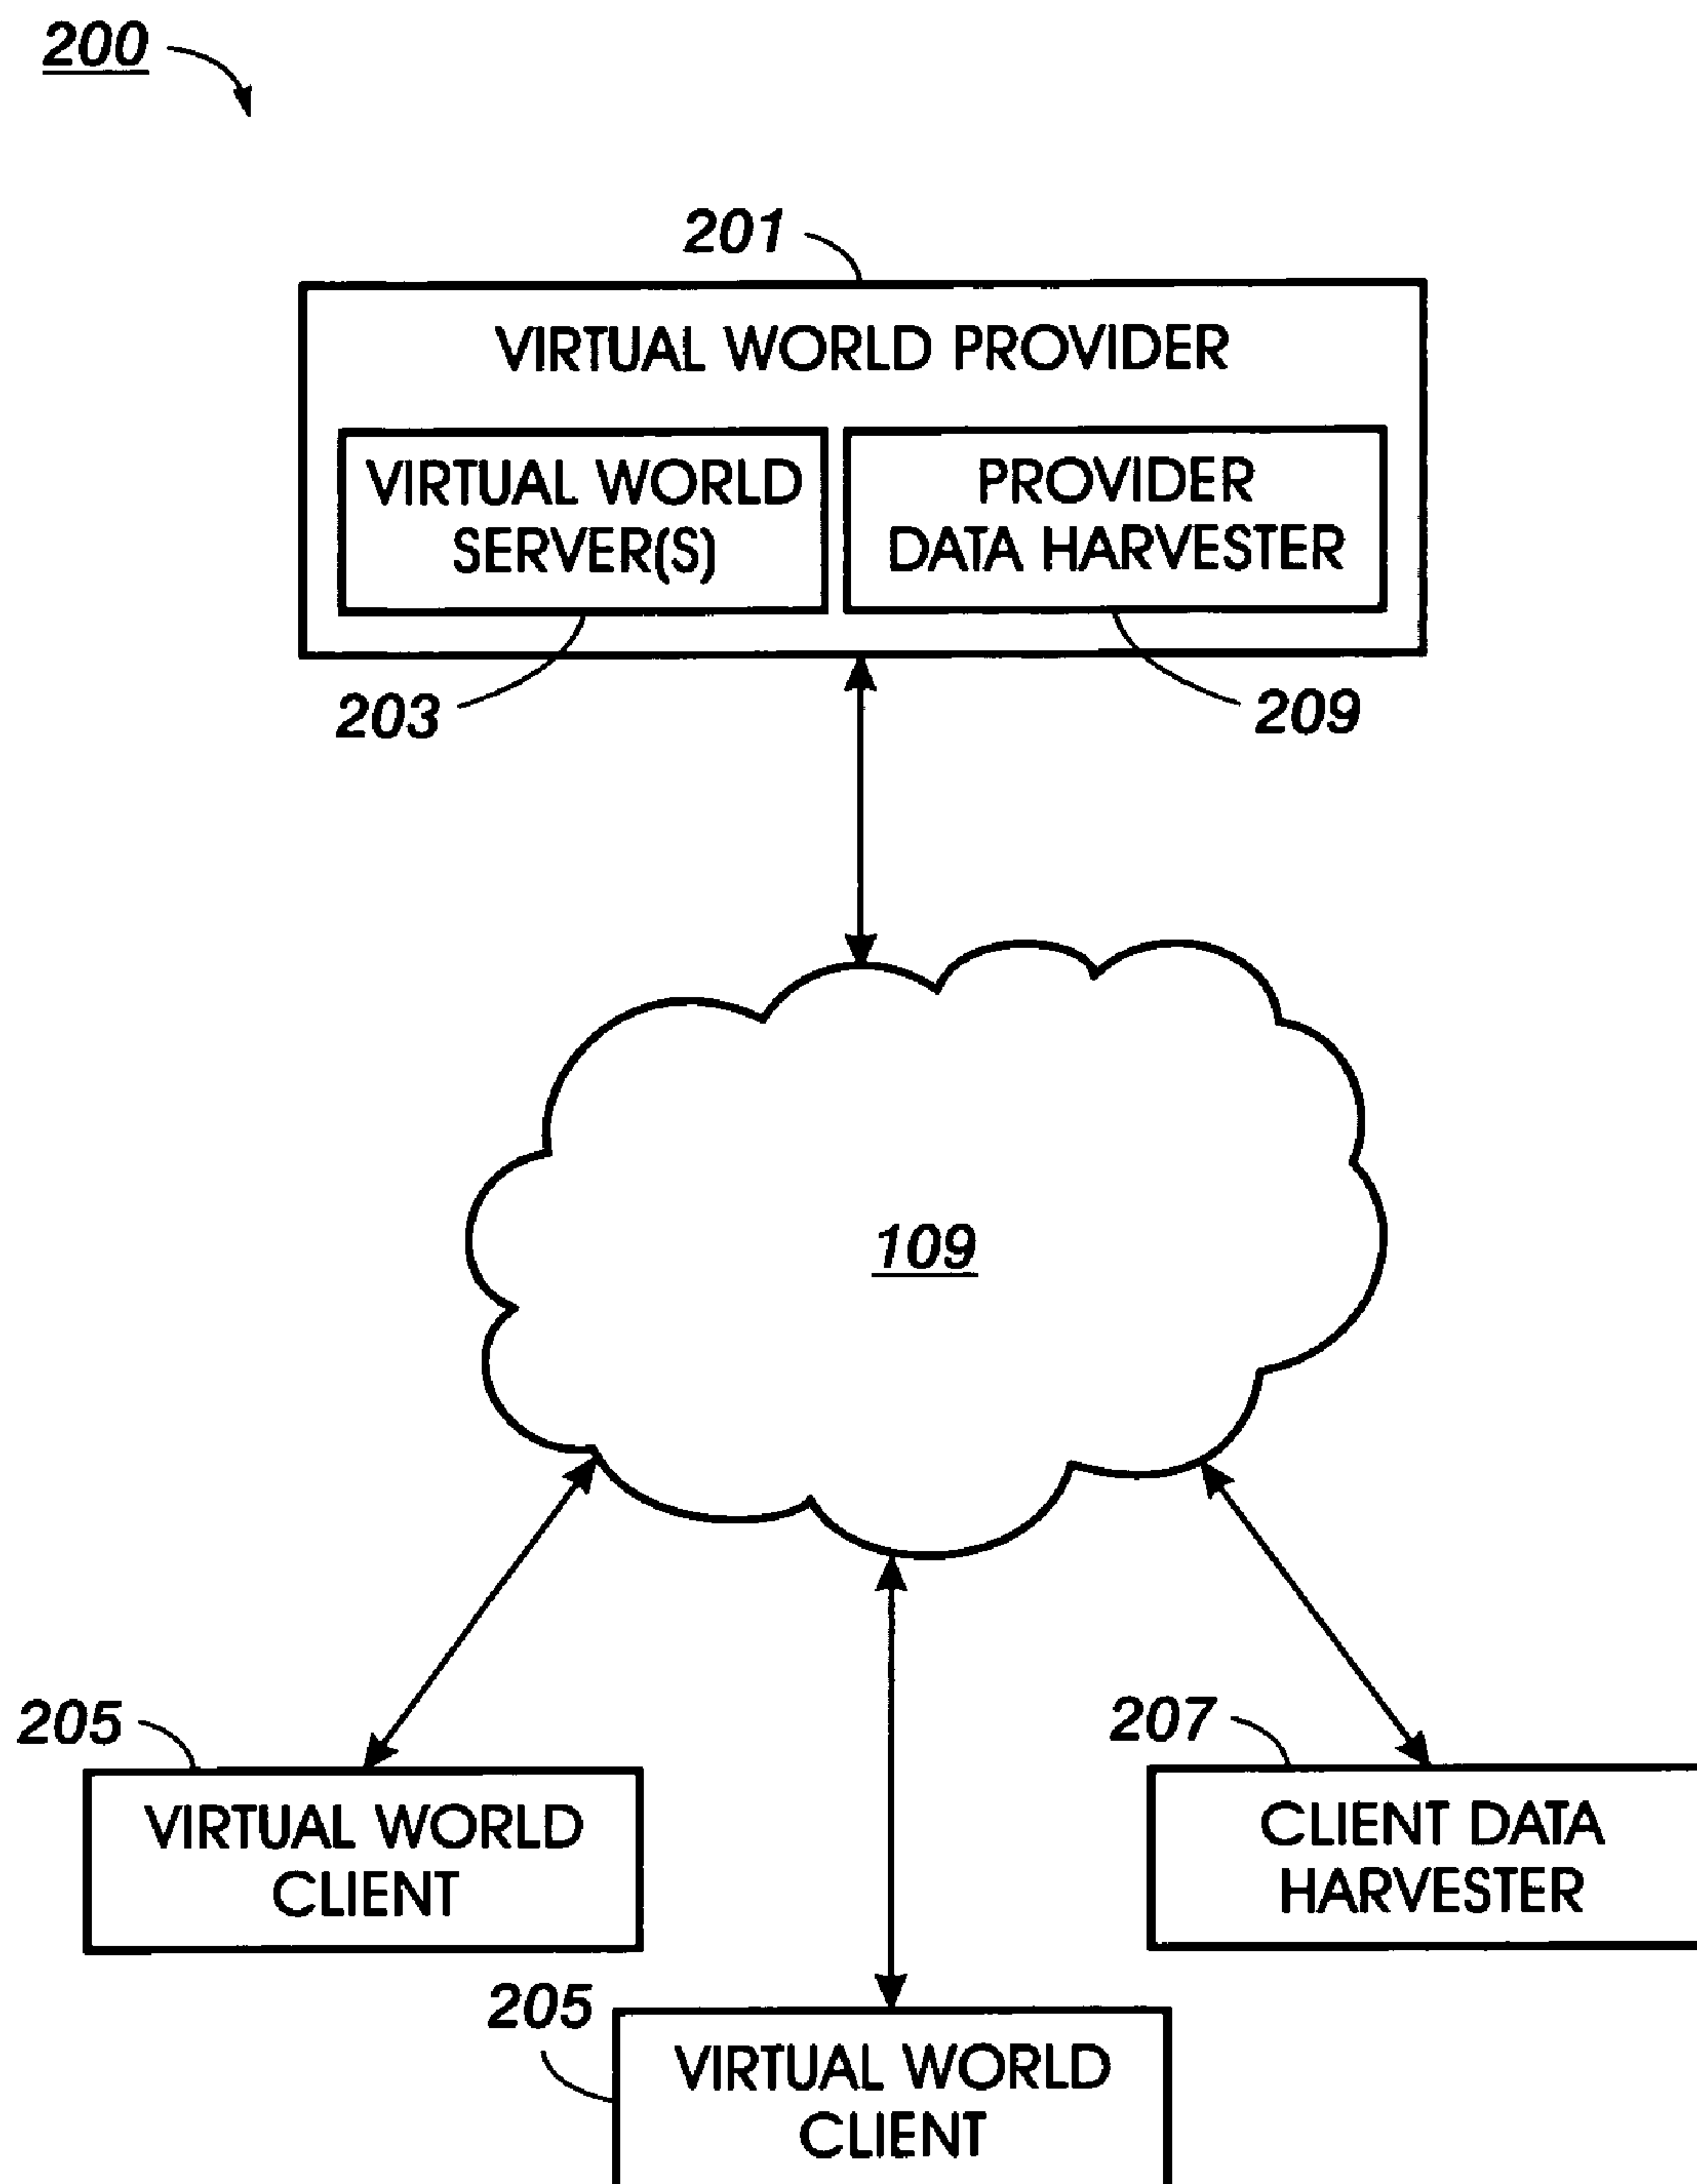 200
201
VIRTUAL WORLD PROVIDER
VIRTUAL WORLD
SERVER(S)
PROVIDER
DATA HARVESTER
203
209
109
205
VIRTUAL WORLD
CLIENT
207
CLIENT DATA
HARVESTER
205
VIRTUAL WORLD
CLIENT